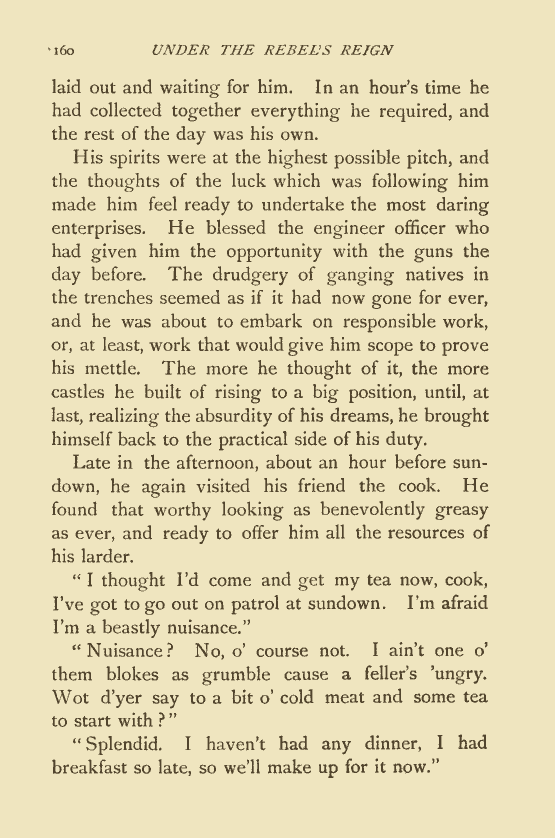 160 UNDER THE REBEL'S REIGN
laid out and waiting for him. In an hour's time he
had collected together everything he required, and
the rest of the day was his own.
His spirits were at the highest possible pitch, and
the thoughts of the luck which was following him
made him feel ready to undertake the most daring
enterprises. He blessed the engineer officer who
had given him the opportunity with the guns the
day before. The drudgery of ganging natives in
the trenches seemed as if it had now gone for ever,
and he was about to embark on responsible work,
or, at least, work that would give him scope to prove
his mettle. The more he thought of it, the more
castles he built of rising to a big position, until, at
last, realizing the absurdity of his dreams, he brought
himself back to the practical side of his duty.
Late in the afternoon, about an hour before sun-
down, he again visited his friend the cook. He
found that worthy looking as benevolently greasy
as ever, and ready to offer him all the resources of
his larder.
"I thought I'd come and get my tea now, cook,
I've got to go out on patrol at sundown. I'm afraid
I'm a beastly nuisance."
"Nuisance? No, o' course not. I ain't one o'
them blokes as grumble cause a feller's 'ungry.
Wot d'yer say to a bit o' cold meat and some tea
to start with?"
"Splendid. I haven't had any dinner, I had
breakfast so late, so we'll make up for it now."